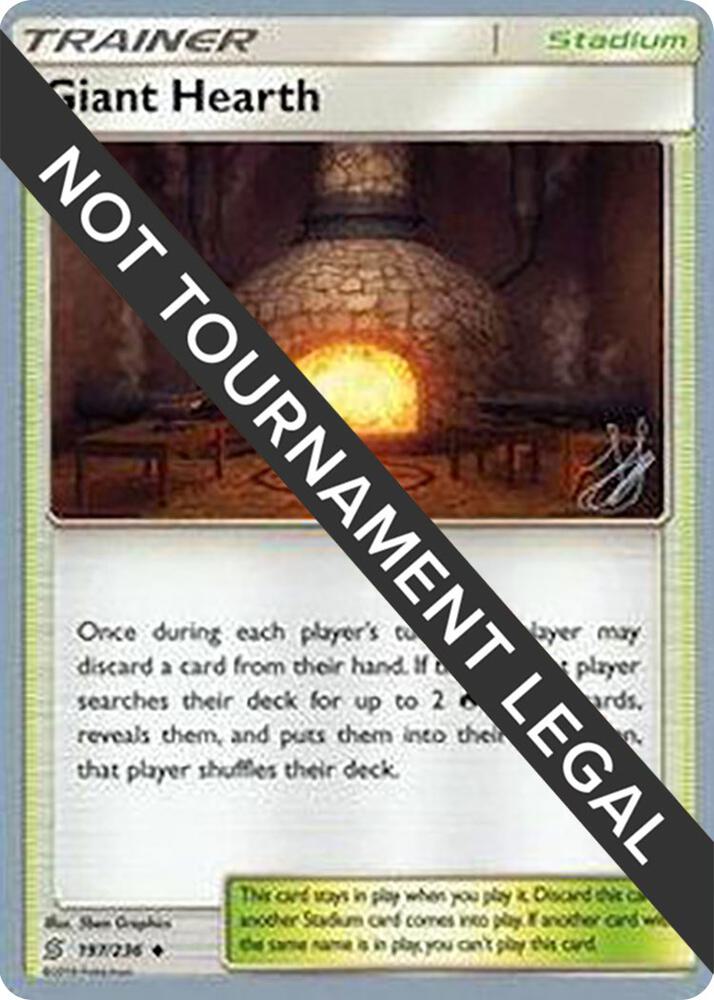 TRAINER
Stadium
Giant Hearth
NOT TOURNAMENT LEGAL
Once during each player's tu layer may
discard a card from their hand. If t player
searches their deck for up to 2 ards,
reveals them, and puts them into their n,
that player shuffles their deck.
This card stays in play when you play it. Discard this ca
another Stadium card comes into play. If another card wi
the same name is in play, you can't play this card.
Illus. 5ban Graphics
197/236